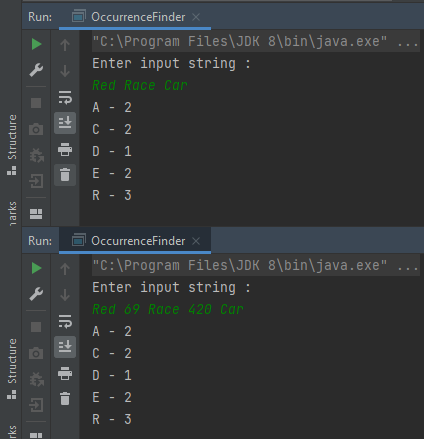 Run: OccurrenceFinder ×
"C:\Program Files\JDK 8\bin\java.exe" ...
Enter input string :
Red Race Car
A - 2
C - 2
D - 1
E - 2
R - 3
Structure
marks
Run: OccurrenceFinder ×
"C:\Program Files\JDK 8\bin\java.exe" ...
Enter input string :
Red 69 Race 420 Car
A - 2
C - 2
D - 1
E - 2
R - 3
Structure
rks